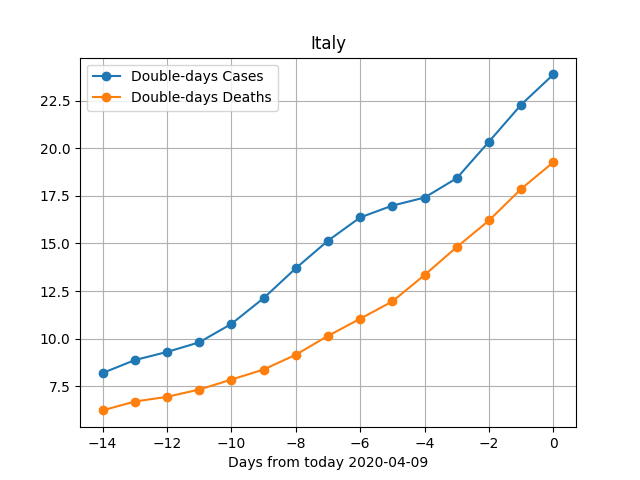 Italy
Double-days Cases
Double-days Deaths
22.5
20.0
17.5
15.0
12.5
10.0
7.5
−14 −12 −10 −8 −6 −4 −2 0
Days from today 2020-04-09